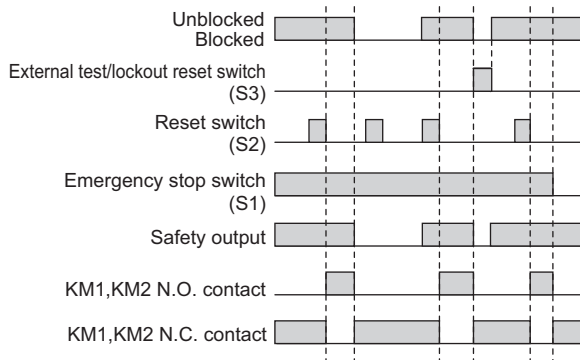 Unblocked
Blocked
External test/lockout reset switch
(S3)
Reset switch
(S2)
Emergency stop switch
(S1)
Safety output
KM1,KM2 N.O. contact
KM1,KM2 N.C. contact